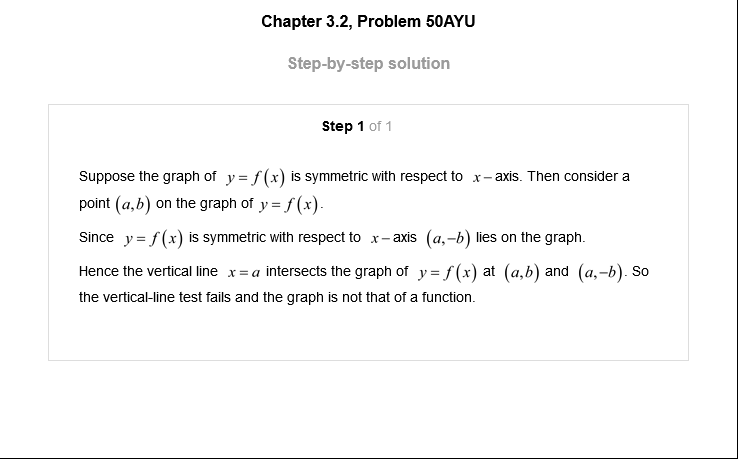 Chapter 3.2, Problem 50AYU
Step-by-step solution
Step 1 of 1
Suppose the graph of y = f(x) is symmetric with respect to x – axis. Then consider a
point (a,b) on the graph of y = f(x).
Since y = f(x) is symmetric with respect to x – axis (a,–b) lies on the graph.
Hence the vertical line x = a intersects the graph of y = f(x) at (a,b) and (a,–b). So
the vertical-line test fails and the graph is not that of a function.